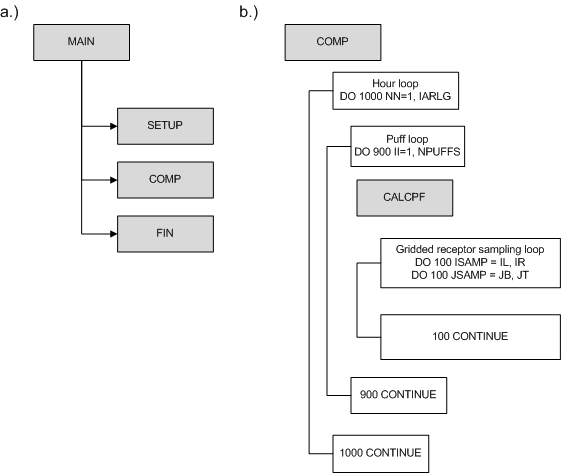 a.)
MAIN
SETUP
COMP
FIN
b.)
COMP
Hour loop
DO 1000 NN=1, IARLG
Puff loop
DO 900 II=1, NPUFFS
CALCPF
Gridded receptor sampling loop
DO 100 ISAMP = IL, IR
DO 100 JSAMP = JB, JT
100 CONTINUE
900 CONTINUE
1000 CONTINUE